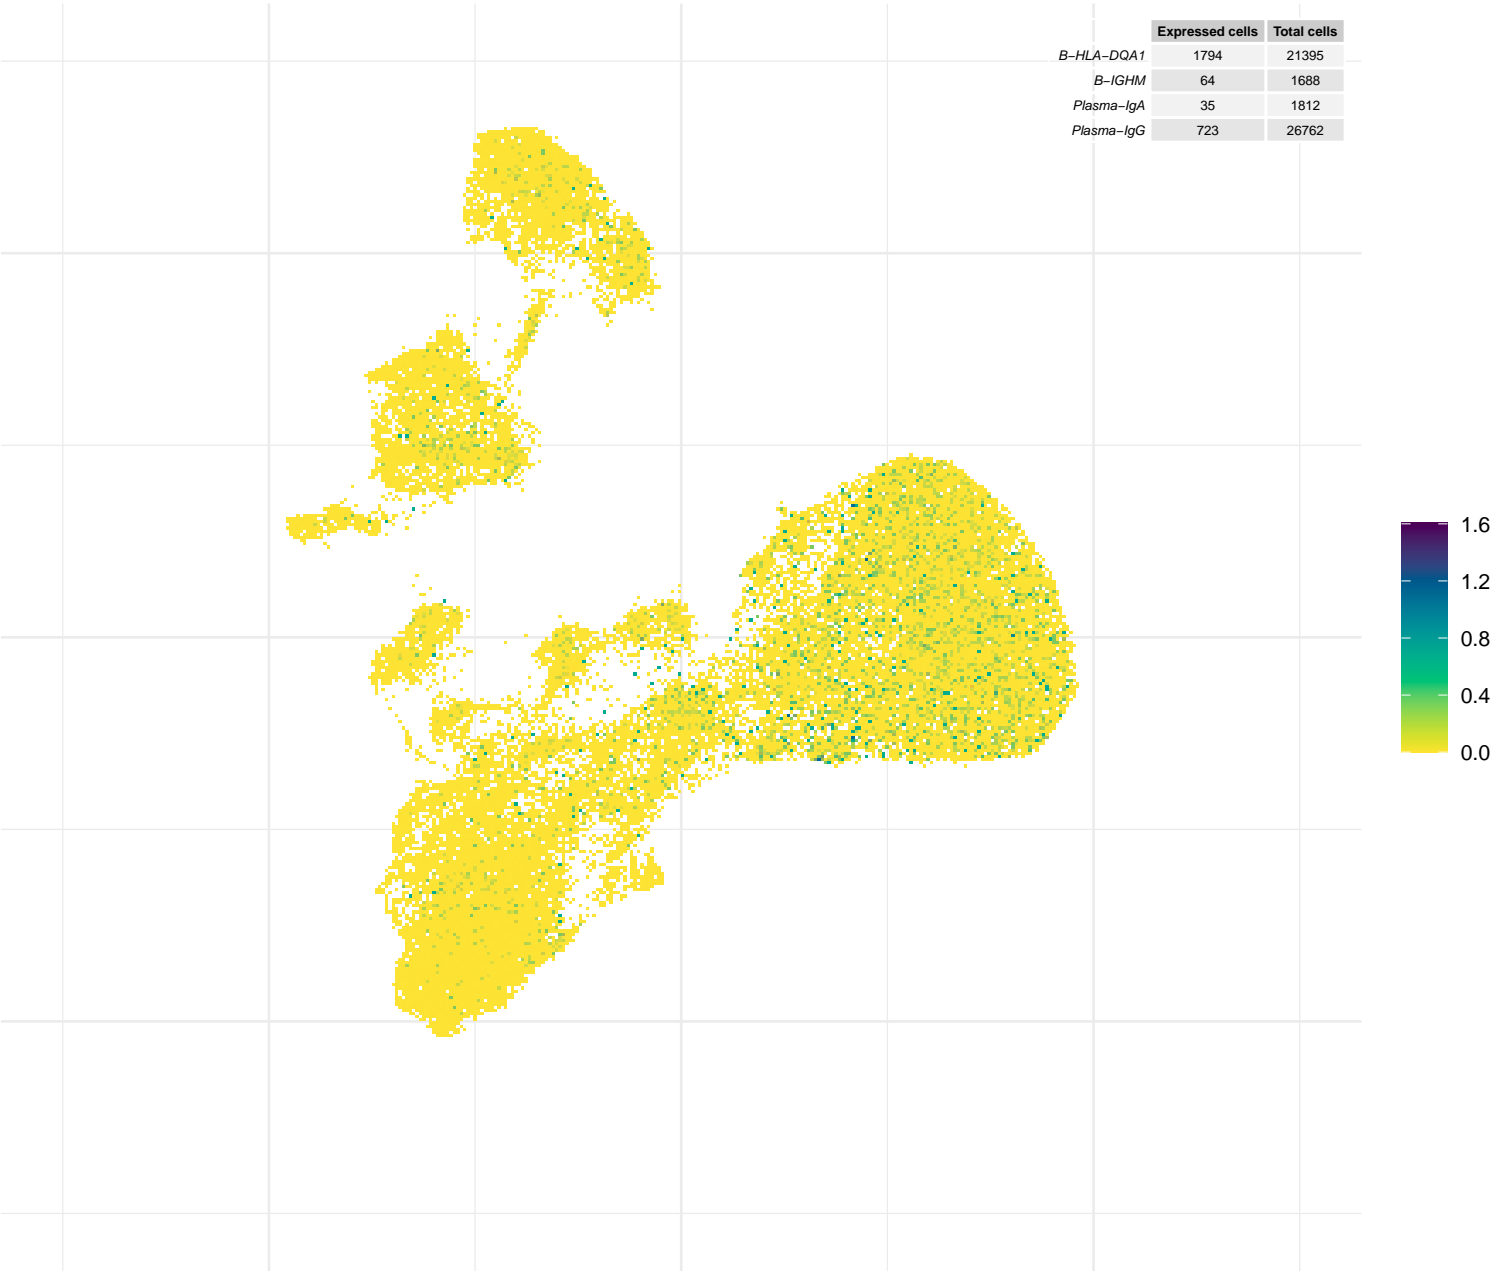 Expressed cells Total cells
B-HLA-DQA1 1794 21395
B-IGHM 64 1688
Plasma-IgA 35 1812
Plasma-IgG 723 26762
1.6
1.2
0.8
0.4
0.0